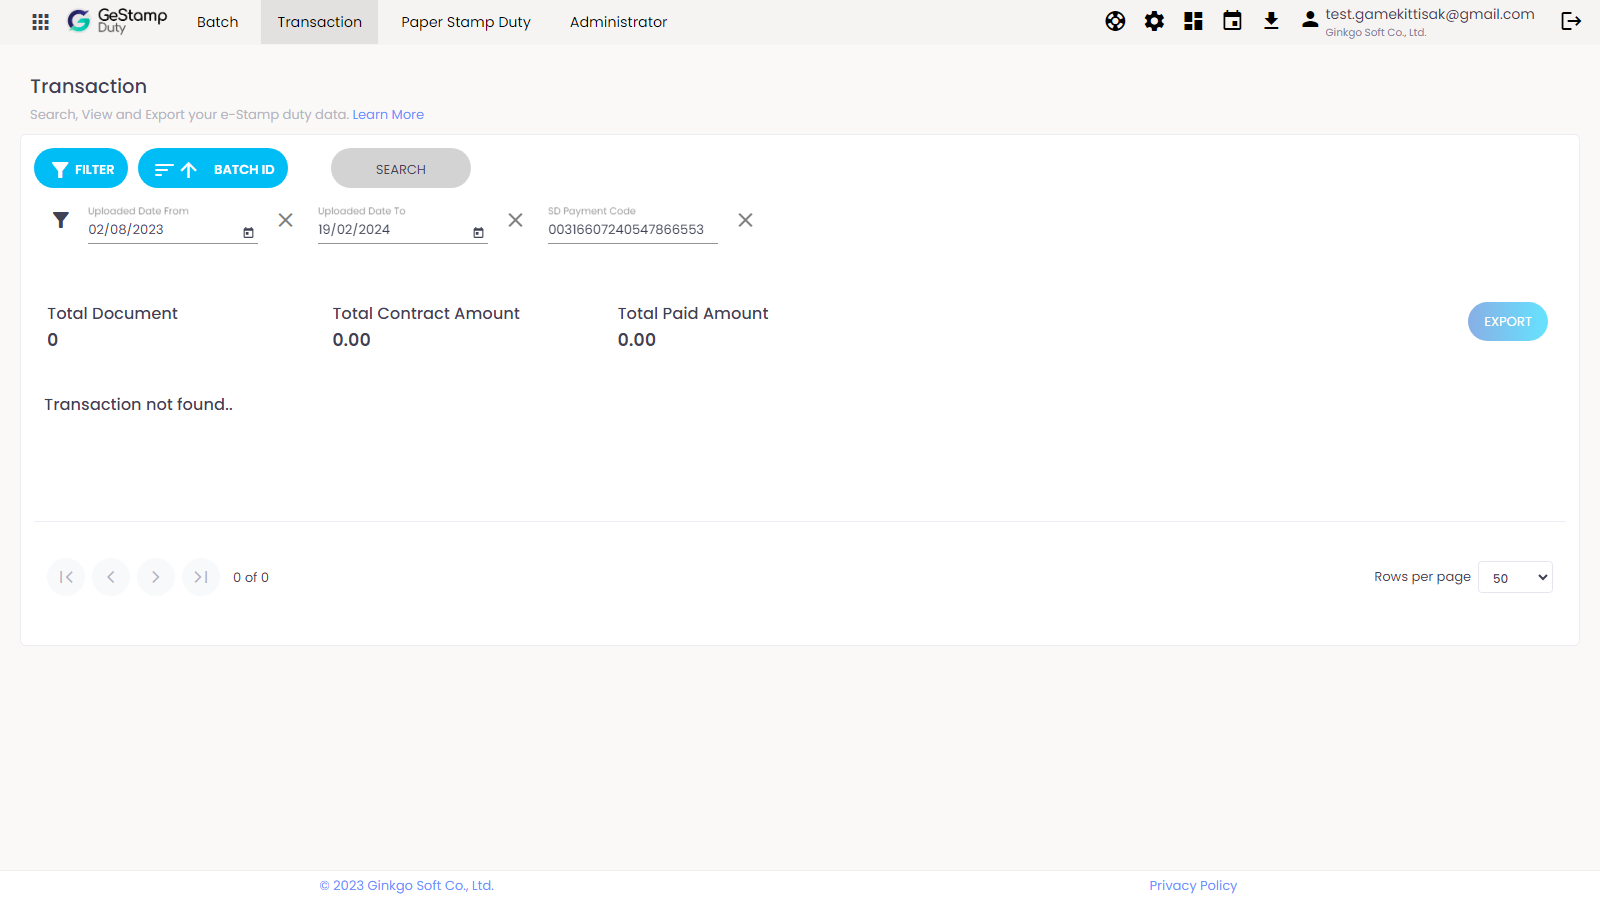 GeStamp
Duty
Batch
Transaction
Paper Stamp Duty
Administrator
test.gamekittisak@gmail.com
Ginkgo Soft Co., Ltd.
Transaction
Search, View and Export your e-Stamp duty data. Learn More
FILTER
BATCH ID
SEARCH
Uploaded Date From
02/08/2023
Uploaded Date To
19/02/2024
SD Payment Code
00316607240547866553
Total Document
0
Total Contract Amount
0.00
Total Paid Amount
0.00
EXPORT
Transaction not found..
0 of 0
Rows per page
50
© 2023 Ginkgo Soft Co., Ltd.
Privacy Policy